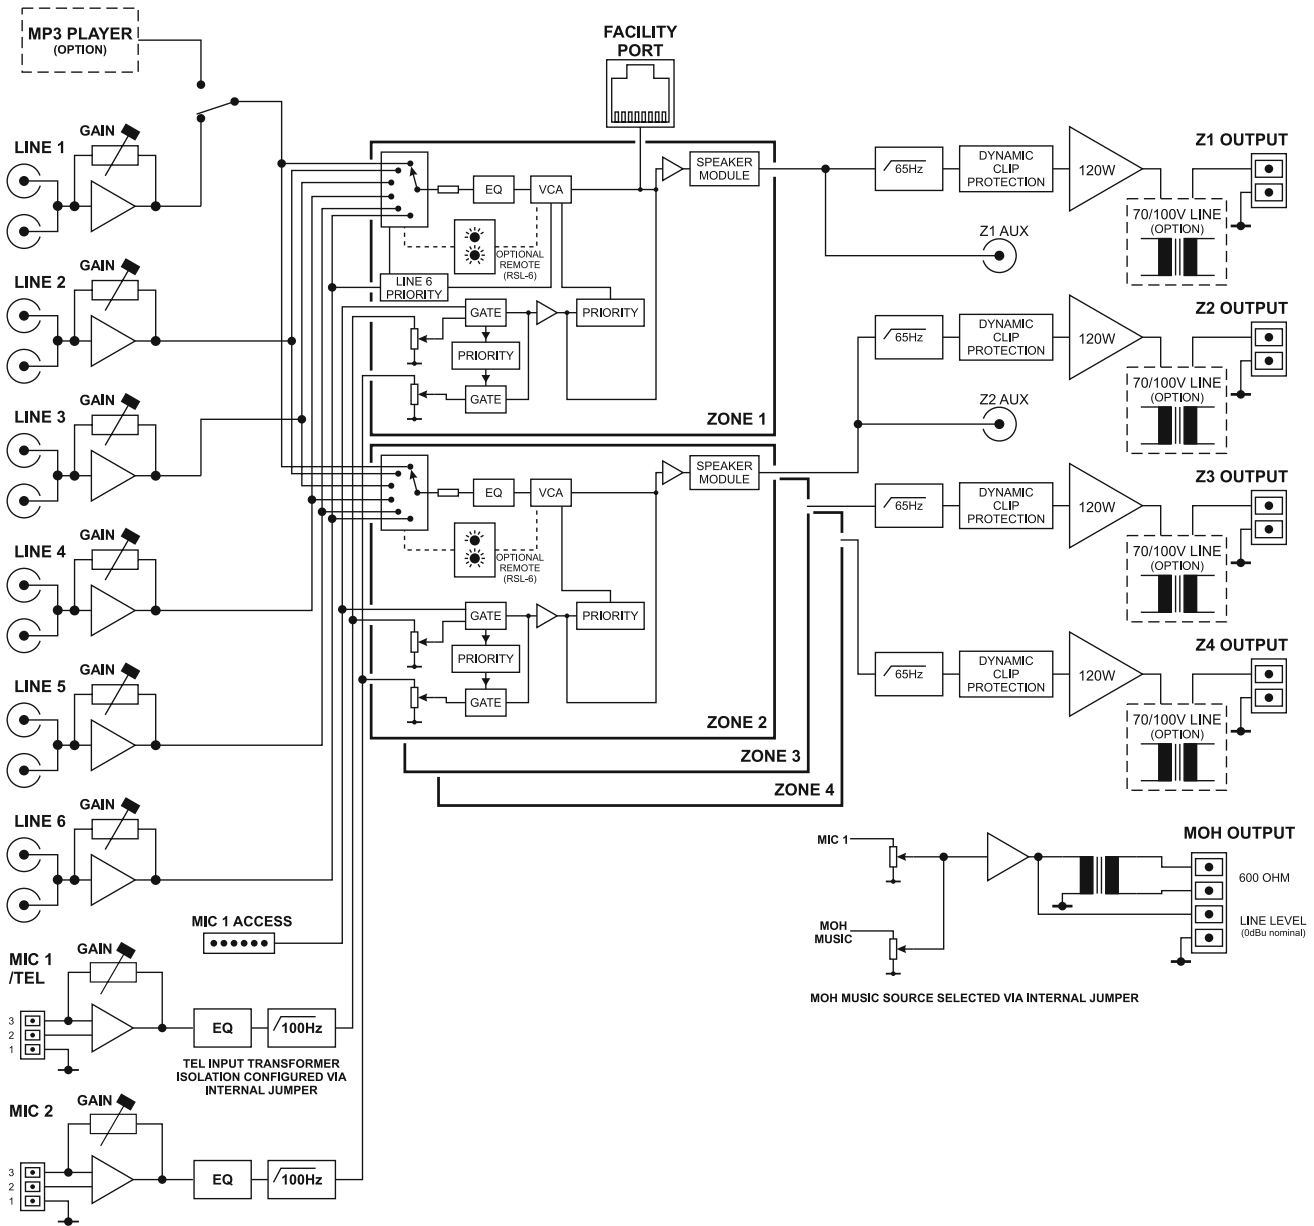 MP3 PLAYER
(OPTION)
FACILITY
PORT
GAIN
LINE 1
GAIN
LINE 2
GAIN
LINE 3
GAIN
LINE 4
GAIN
LINE 5
GAIN
LINE 6
MIC 1 ACCESS
MIC 1
/TEL
GAIN
3
2
1
EQ
100Hz
TEL INPUT TRANSFORMER
ISOLATION CONFIGURED VIA
INTERNAL JUMPER
MIC 2
GAIN
3
2
1
EQ
100Hz
EQ
VCA
SPEAKER
MODULE
OPTIONAL
REMOTE
(RSL-6)
LINE 6
PRIORITY
GATE
PRIORITY
PRIORITY
GATE
ZONE 1
EQ
VCA
SPEAKER
MODULE
OPTIONAL
REMOTE
(RSL-6)
GATE
PRIORITY
PRIORITY
GATE
ZONE 2
ZONE 3
ZONE 4
65Hz
DYNAMIC
CLIP
PROTECTION
120W
Z1 OUTPUT
70/100V LINE
(OPTION)
Z1 AUX
65Hz
DYNAMIC
CLIP
PROTECTION
120W
Z2 OUTPUT
70/100V LINE
(OPTION)
Z2 AUX
65Hz
DYNAMIC
CLIP
PROTECTION
120W
Z3 OUTPUT
70/100V LINE
(OPTION)
65Hz
DYNAMIC
CLIP
PROTECTION
120W
Z4 OUTPUT
70/100V LINE
(OPTION)
MIC 1
MOH
MUSIC
MOH OUTPUT
600 OHM
LINE LEVEL
(0dBu nominal)
MOH MUSIC SOURCE SELECTED VIA INTERNAL JUMPER